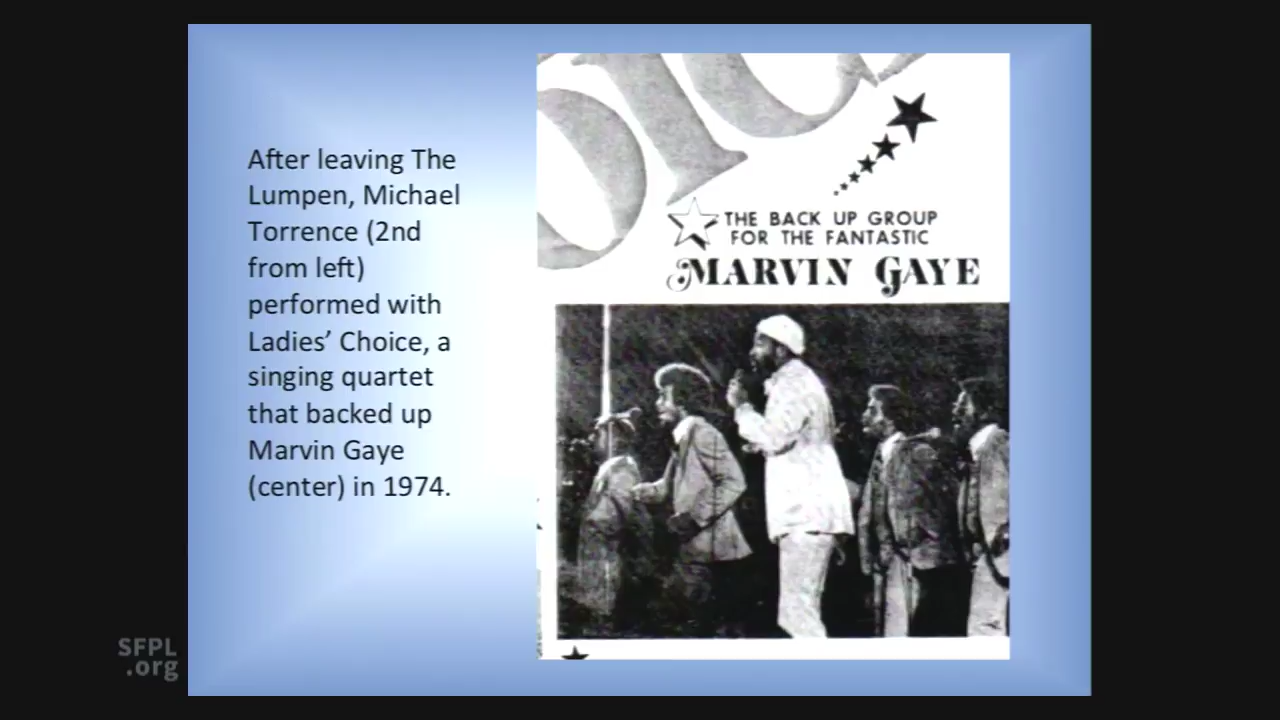 After leaving The
Lumpen, Michael
Torrence (2nd
from left)
performed with
Ladies’ Choice, a
singing quartet
that backed up
Marvin Gaye
(center) in 1974.
THE BACK UP GROUP
FOR THE FANTASTIC
MARVIN GAYE
SFPL
.org